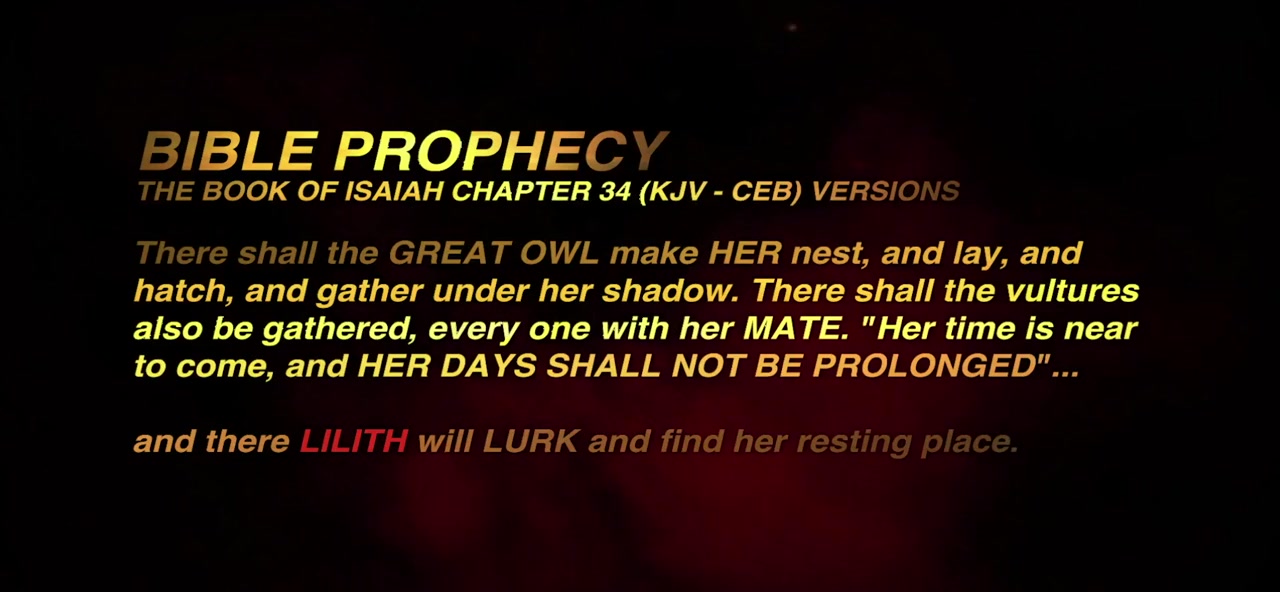 BIBLE PROPHECY
THE BOOK OF ISAIAH CHAPTER 34 (KJV - CEB) VERSIONS
There shall the GREAT OWL make HER nest, and lay, and
hatch, and gather under her shadow. There shall the vultures
also be gathered, every one with her MATE. "Her time is near
to come, and HER DAYS SHALL NOT BE PROLONGED"...
and there LILITH will LURK and find her resting place.